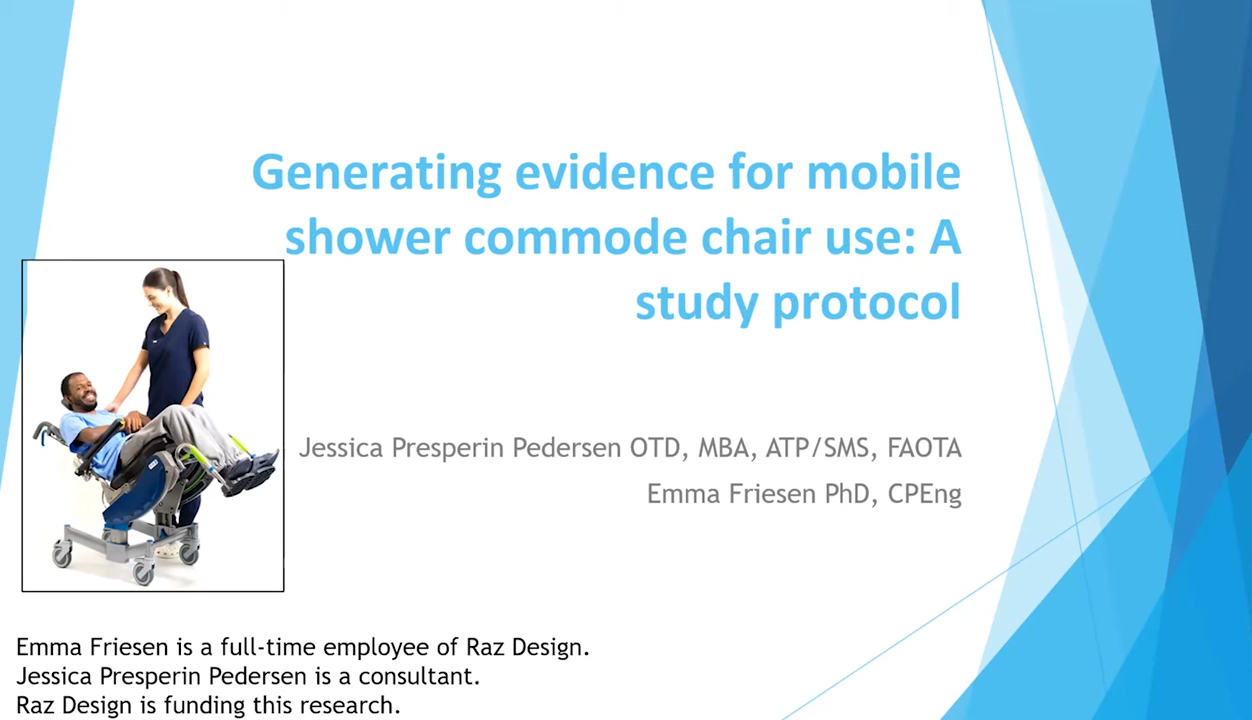 Generating evidence for mobile
shower commode chair use: A
study protocol
Jessica Presperin Pedersen OTD, MBA, ATP/SMS, FAOTA
Emma Friesen PhD, CPEng
Emma Friesen is a full-time employee of Raz Design.
Jessica Presperin Pedersen is a consultant.
Raz Design is funding this research.